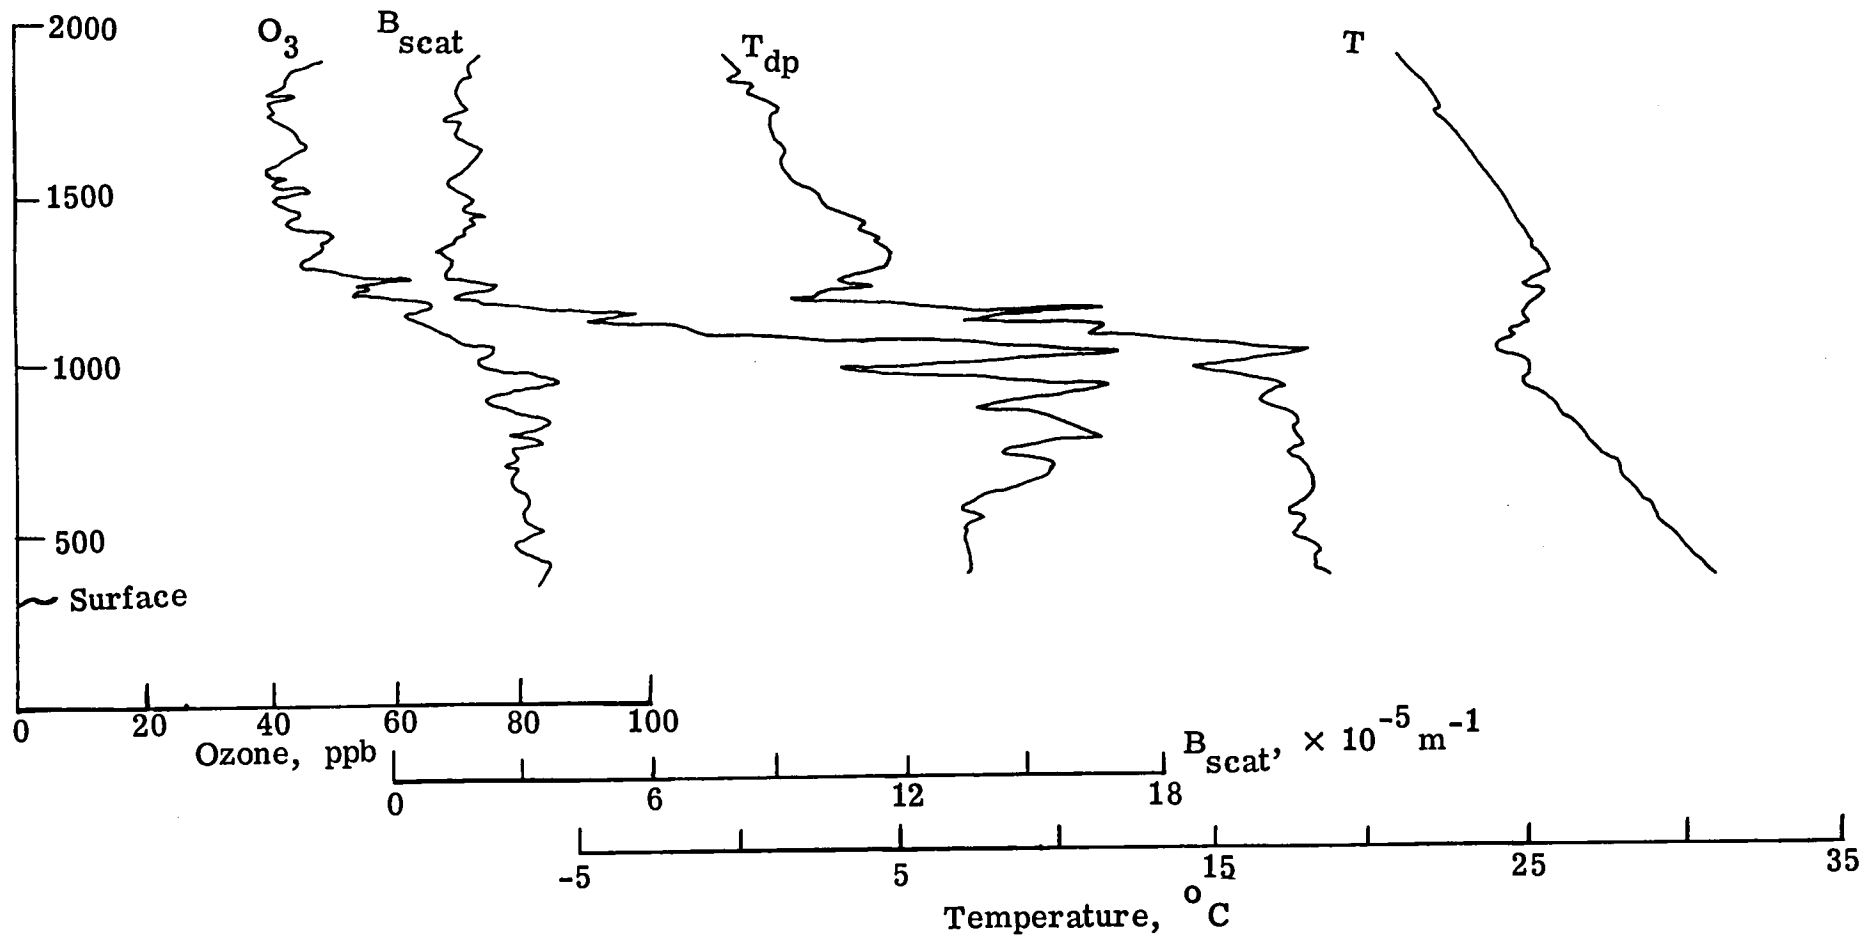 2000
O3
Bscat
Tdp
T
1500
1000
500
Surface
0 20 40 60 80 100
Ozone, ppb
Bscat, × 10-5 m-1
0 6 12 18
-5 5 15 25 35
Temperature, °C